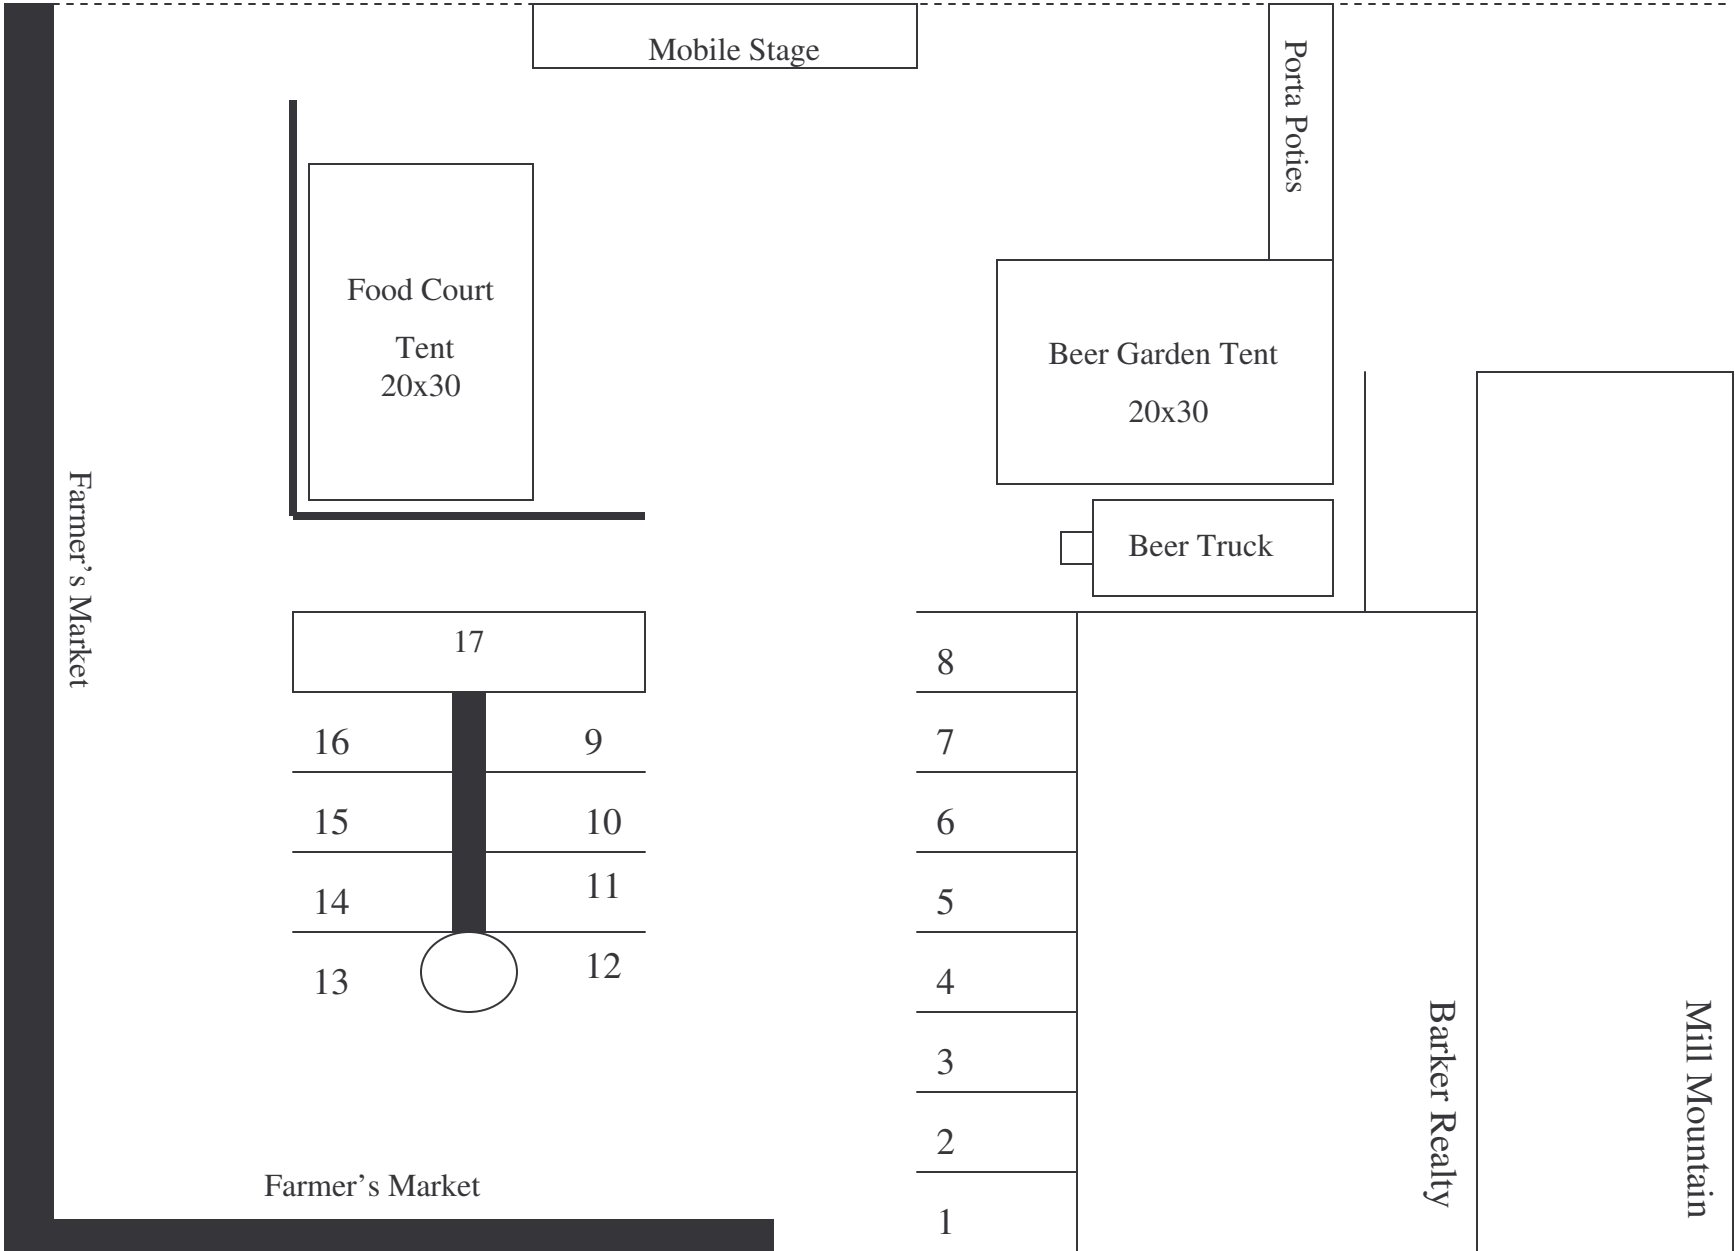 Mobile Stage
Porta Poties
Food Court
Tent
20x30
Beer Garden Tent
20x30
Farmer’s Market
Beer Truck
17
8
16
9
7
15
10
6
14
11
5
13
12
4
3
Barker Realty
Mill Mountain
2
Farmer’s Market
1